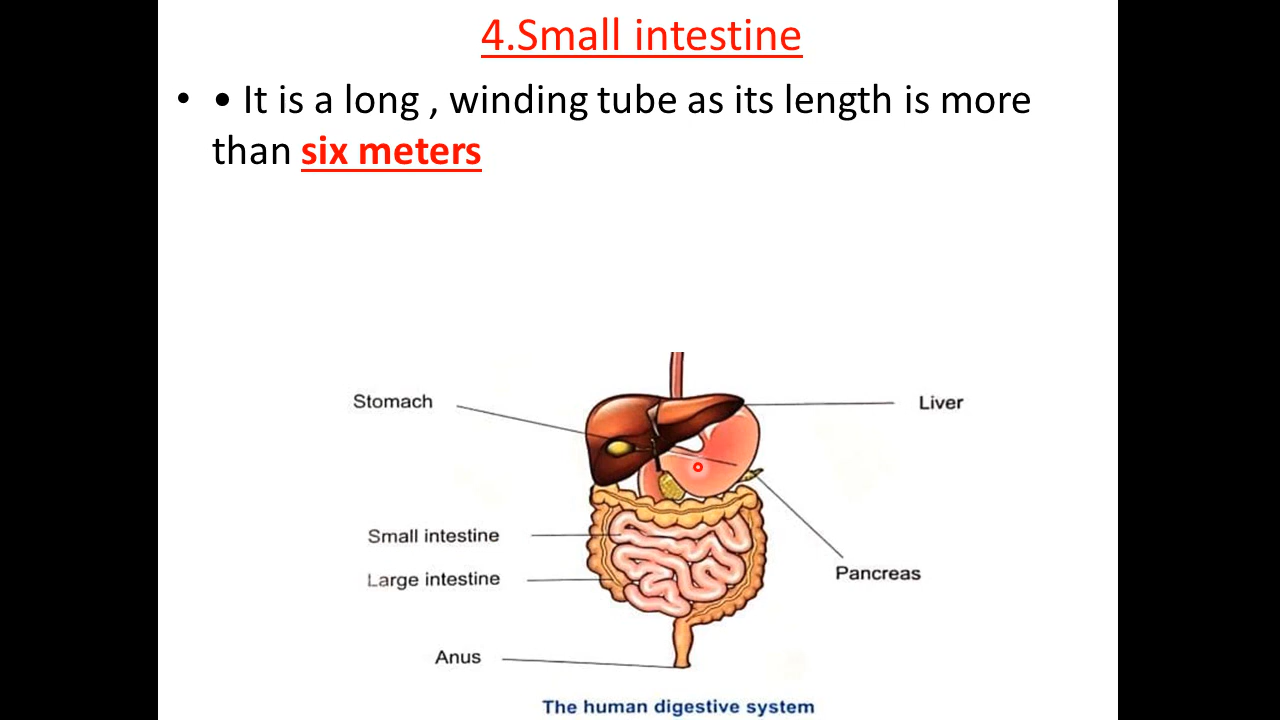 4.Small intestine
• • It is a long , winding tube as its length is more
than six meters
Stomach
Liver
Small intestine
Large intestine
Pancreas
Anus
The human digestive system